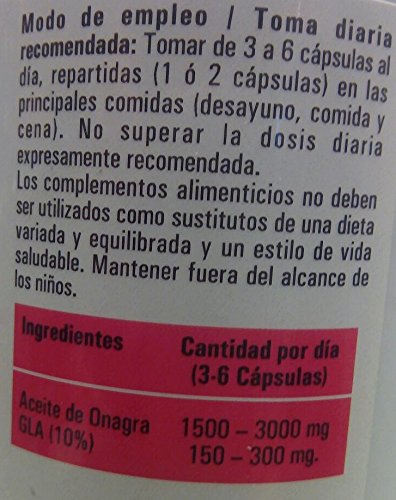 Modo de empleo / Toma diaria
recomendada: Tomar de 3 a 6 cápsulas al
día, repartidas (1 ó 2 cápsulas) en las
principales comidas (desayuno, comida y
cena). No superar la dosis diaria
expresamente recomendada.
Los complementos alimenticios no deben
ser utilizados como sustitutos de una dieta
variada y equilibrada y un estilo de vida
saludable. Mantener fuera del alcance de
los niños.
Ingredientes
Cantidad por día
(3-6 Cápsulas)
Aceite de Onagra 1500 – 3000 mg
GLA (10%) 150 – 300 mg.